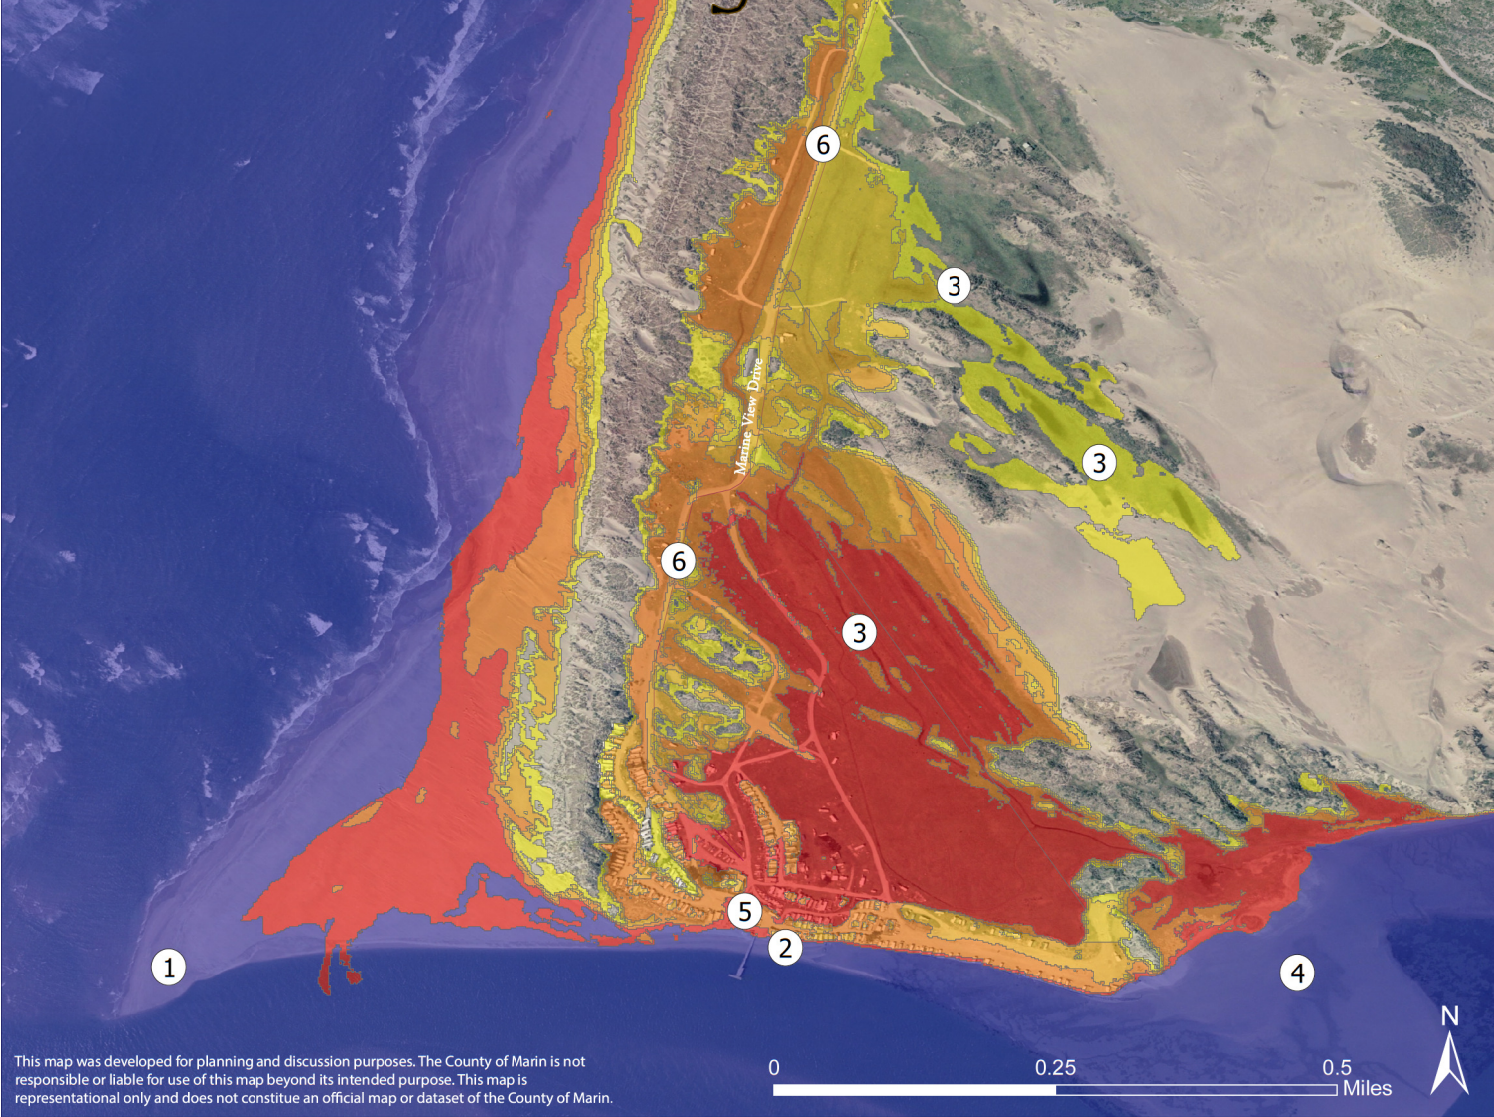 6
3
Marine View Drive
3
6
3
5
2
1
4
N
This map was developed for planning and discussion purposes. The County of Marin is not
responsible or liable for use of this map beyond its intended purpose. This map is
representational only and does not constitue an official map or dataset of the County of Marin.
0 0.25 0.5
Miles